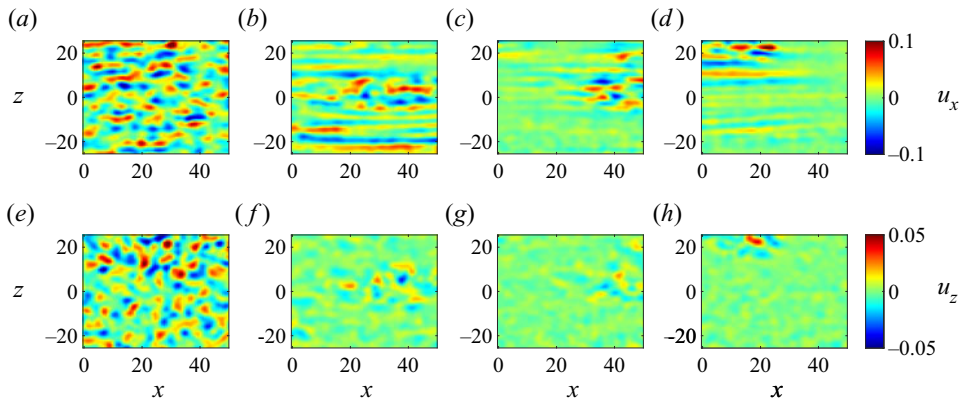 (a) (b) (c) (d)
20 20 20 20 0.1
z 0 0 0 0 0 u_x
–20 –20 –20 –20 –0.1
0 20 40 0 20 40 0 20 40 0 20 40
(e) (f) (g) (h)
20 20 20 20 0.05
z 0 0 0 0 0 u_z
–20 -20 –20 -20 –0.05
0 20 40 0 20 40 0 20 40 0 20 40
x x x x